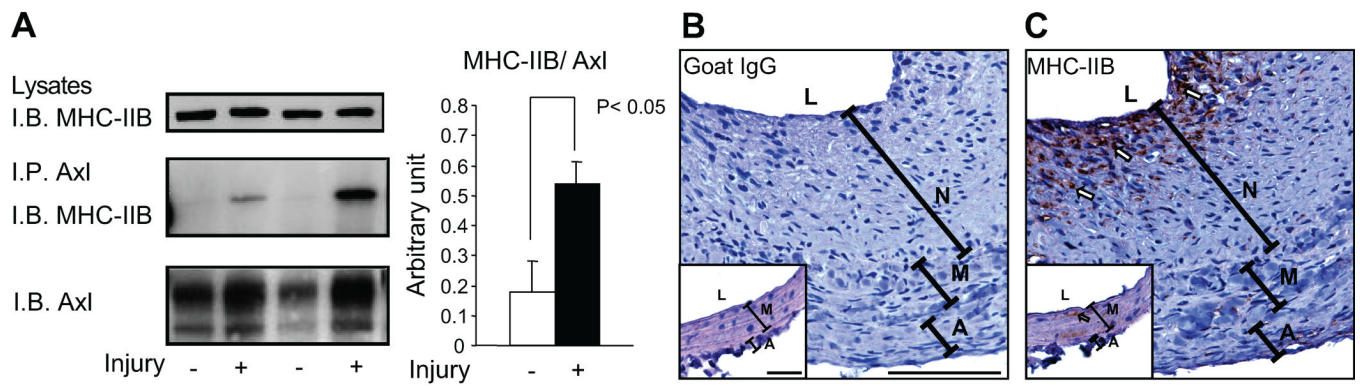 A
Lysates
I.B. MHC-IIB
I.P. Axl
I.B. MHC-IIB
I.B. Axl
Injury - + - +
MHC-IIB/ Axl
P< 0.05
Arbitrary unit
0.8
0.7
0.6
0.5
0.4
0.3
0.2
0.1
0
Injury - +
B
Goat IgG
L
N
M
A
L
M
A
C
MHC-IIB
L
N
M
A
L
M
A